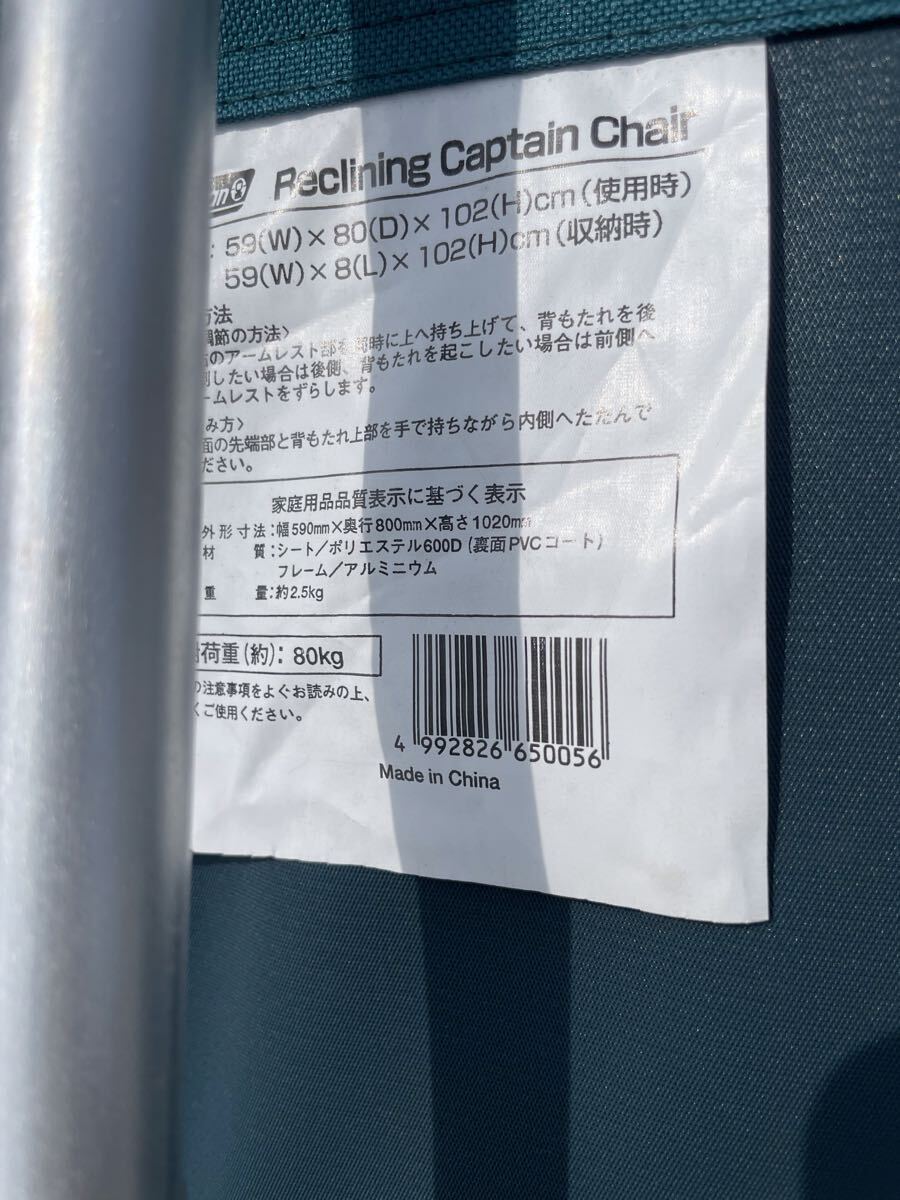 Reclining Captain Chair
: 59(W)×80(D)×102(H)cm(使用時)
59(W)×8(L)×102(H)cm(収納時)
方法
調節の方法〉
のアームレスト部を同時に上へ持ち上げて、背もたれを後
倒したい場合は後側、背もたれを起こしたい場合は前側へ
ームレストをずらします。
み方〉
面の先端部と背もたれ上部を手で持ちながら内側へたたんで
ださい。
家庭用品品質表示に基づく表示
外形寸法:幅590mm×奥行800mm×高さ1020mm
材 質:シート/ポリエステル600D(裏面PVCコート)
フレーム/アルミニウム
重 量:約2.5kg
荷重(約): 80kg
の注意事項をよぐお読みの上、
くご使用ください。
4 992826 650056
Made in China